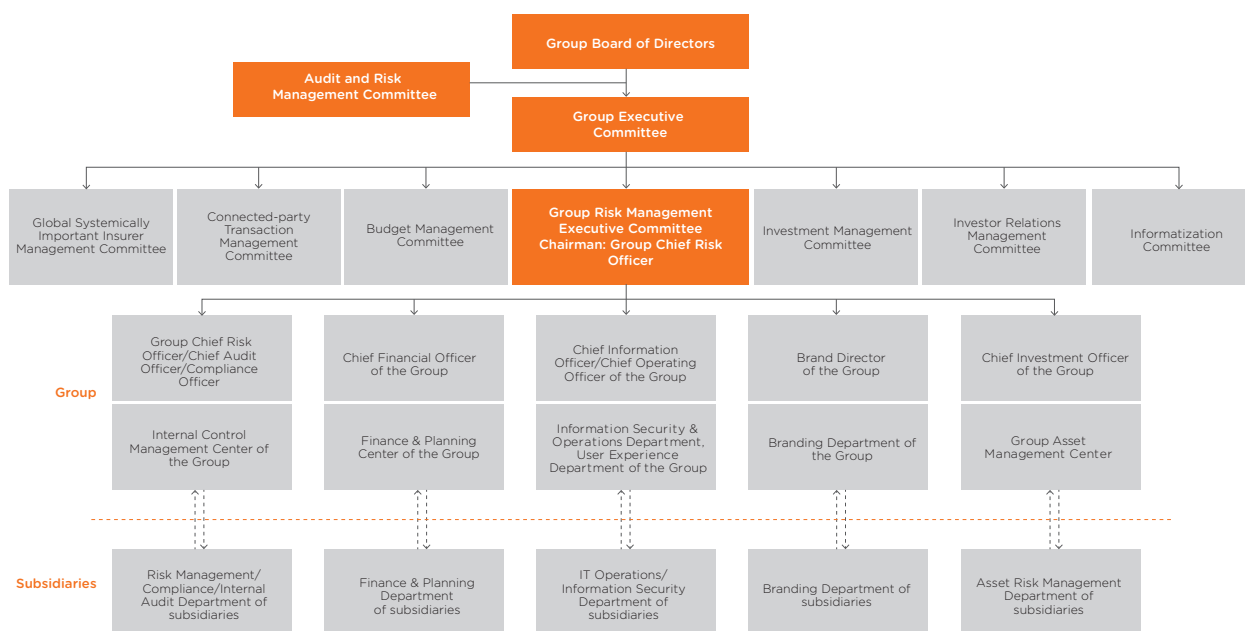 Group Board of Directors
Audit and Risk
Management Committee
Group Executive
Committee
Global Systemically
Important Insurer
Management Committee
Connected-party
Transaction
Management
Committee
Budget Management
Committee
Group Risk Management
Executive Committee
Chairman: Group Chief Risk
Officer
Investment Management
Committee
Investor Relations
Management
Committee
Informatization
Committee
Group
Group Chief Risk
Officer/Chief Audit
Officer/Compliance
Officer
Chief Financial Officer
of the Group
Chief Information
Officer/Chief Operating
Officer of the Group
Brand Director
of the Group
Chief Investment Officer
of the Group
Internal Control
Management Center of
the Group
Finance & Planning
Center of the Group
Information Security &
Operations Department,
User Experience
Department of the Group
Branding Department of
the Group
Group Asset
Management Center
Subsidiaries
Risk Management/
Compliance/Internal
Audit Department of
subsidiaries
Finance & Planning
Department
of subsidiaries
IT Operations/
Information Security
Department of
subsidiaries
Branding Department of
subsidiaries
Asset Risk Management
Department of
subsidiaries